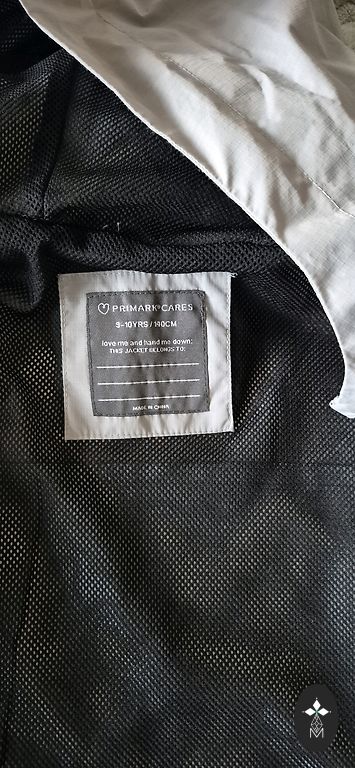 PRIMARK® CARES
9-10YRS / 140CM
love me and hand me down:
THIS JACKET BELONGS TO:
MADE IN CHINA
M